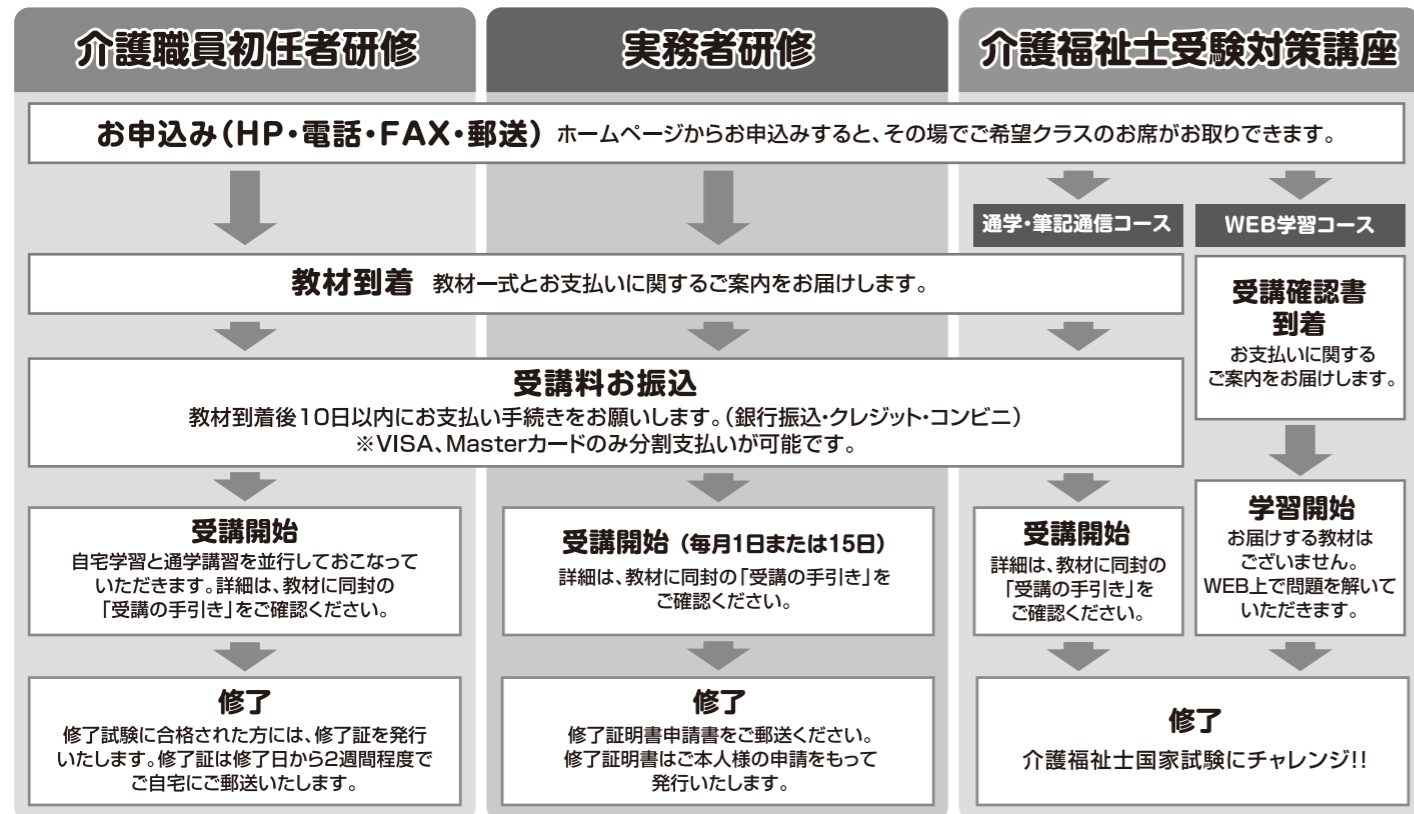 介護職員初任者研修
実務者研修
介護福祉士受験対策講座
お申込み(HP・電話・FAX・郵送) ホームページからお申込みすると、その場でご希望クラスのお席がお取りできます。
通学・筆記通信コース
WEB学習コース
教材到着 教材一式とお支払いに関するご案内をお届けします。
受講確認書
到着
お支払いに関する
ご案内をお届けします。
受講料お振込
教材到着後10日以内にお支払い手続きをお願いします。(銀行振込・クレジット・コンビニ)
※VISA、Masterカードのみ分割支払いが可能です。
受講開始
自宅学習と通学講習を並行しておこなって
いただきます。詳細は、教材に同封の
「受講の手引き」をご確認ください。
受講開始(毎月1日または15日)
詳細は、教材に同封の「受講の手引き」を
ご確認ください。
受講開始
詳細は、教材に同封の
「受講の手引き」を
ご確認ください。
学習開始
お届けする教材は
ございません。
WEB上で問題を解いて
いただきます。
修了
修了試験に合格された方には、修了証を発行
いたします。修了証は修了日から2週間程度で
ご自宅にご郵送いたします。
修了
修了証明書申請書をご郵送ください。
修了証明書はご本人様の申請をもって
発行いたします。
修了
介護福祉士国家試験にチャレンジ!!